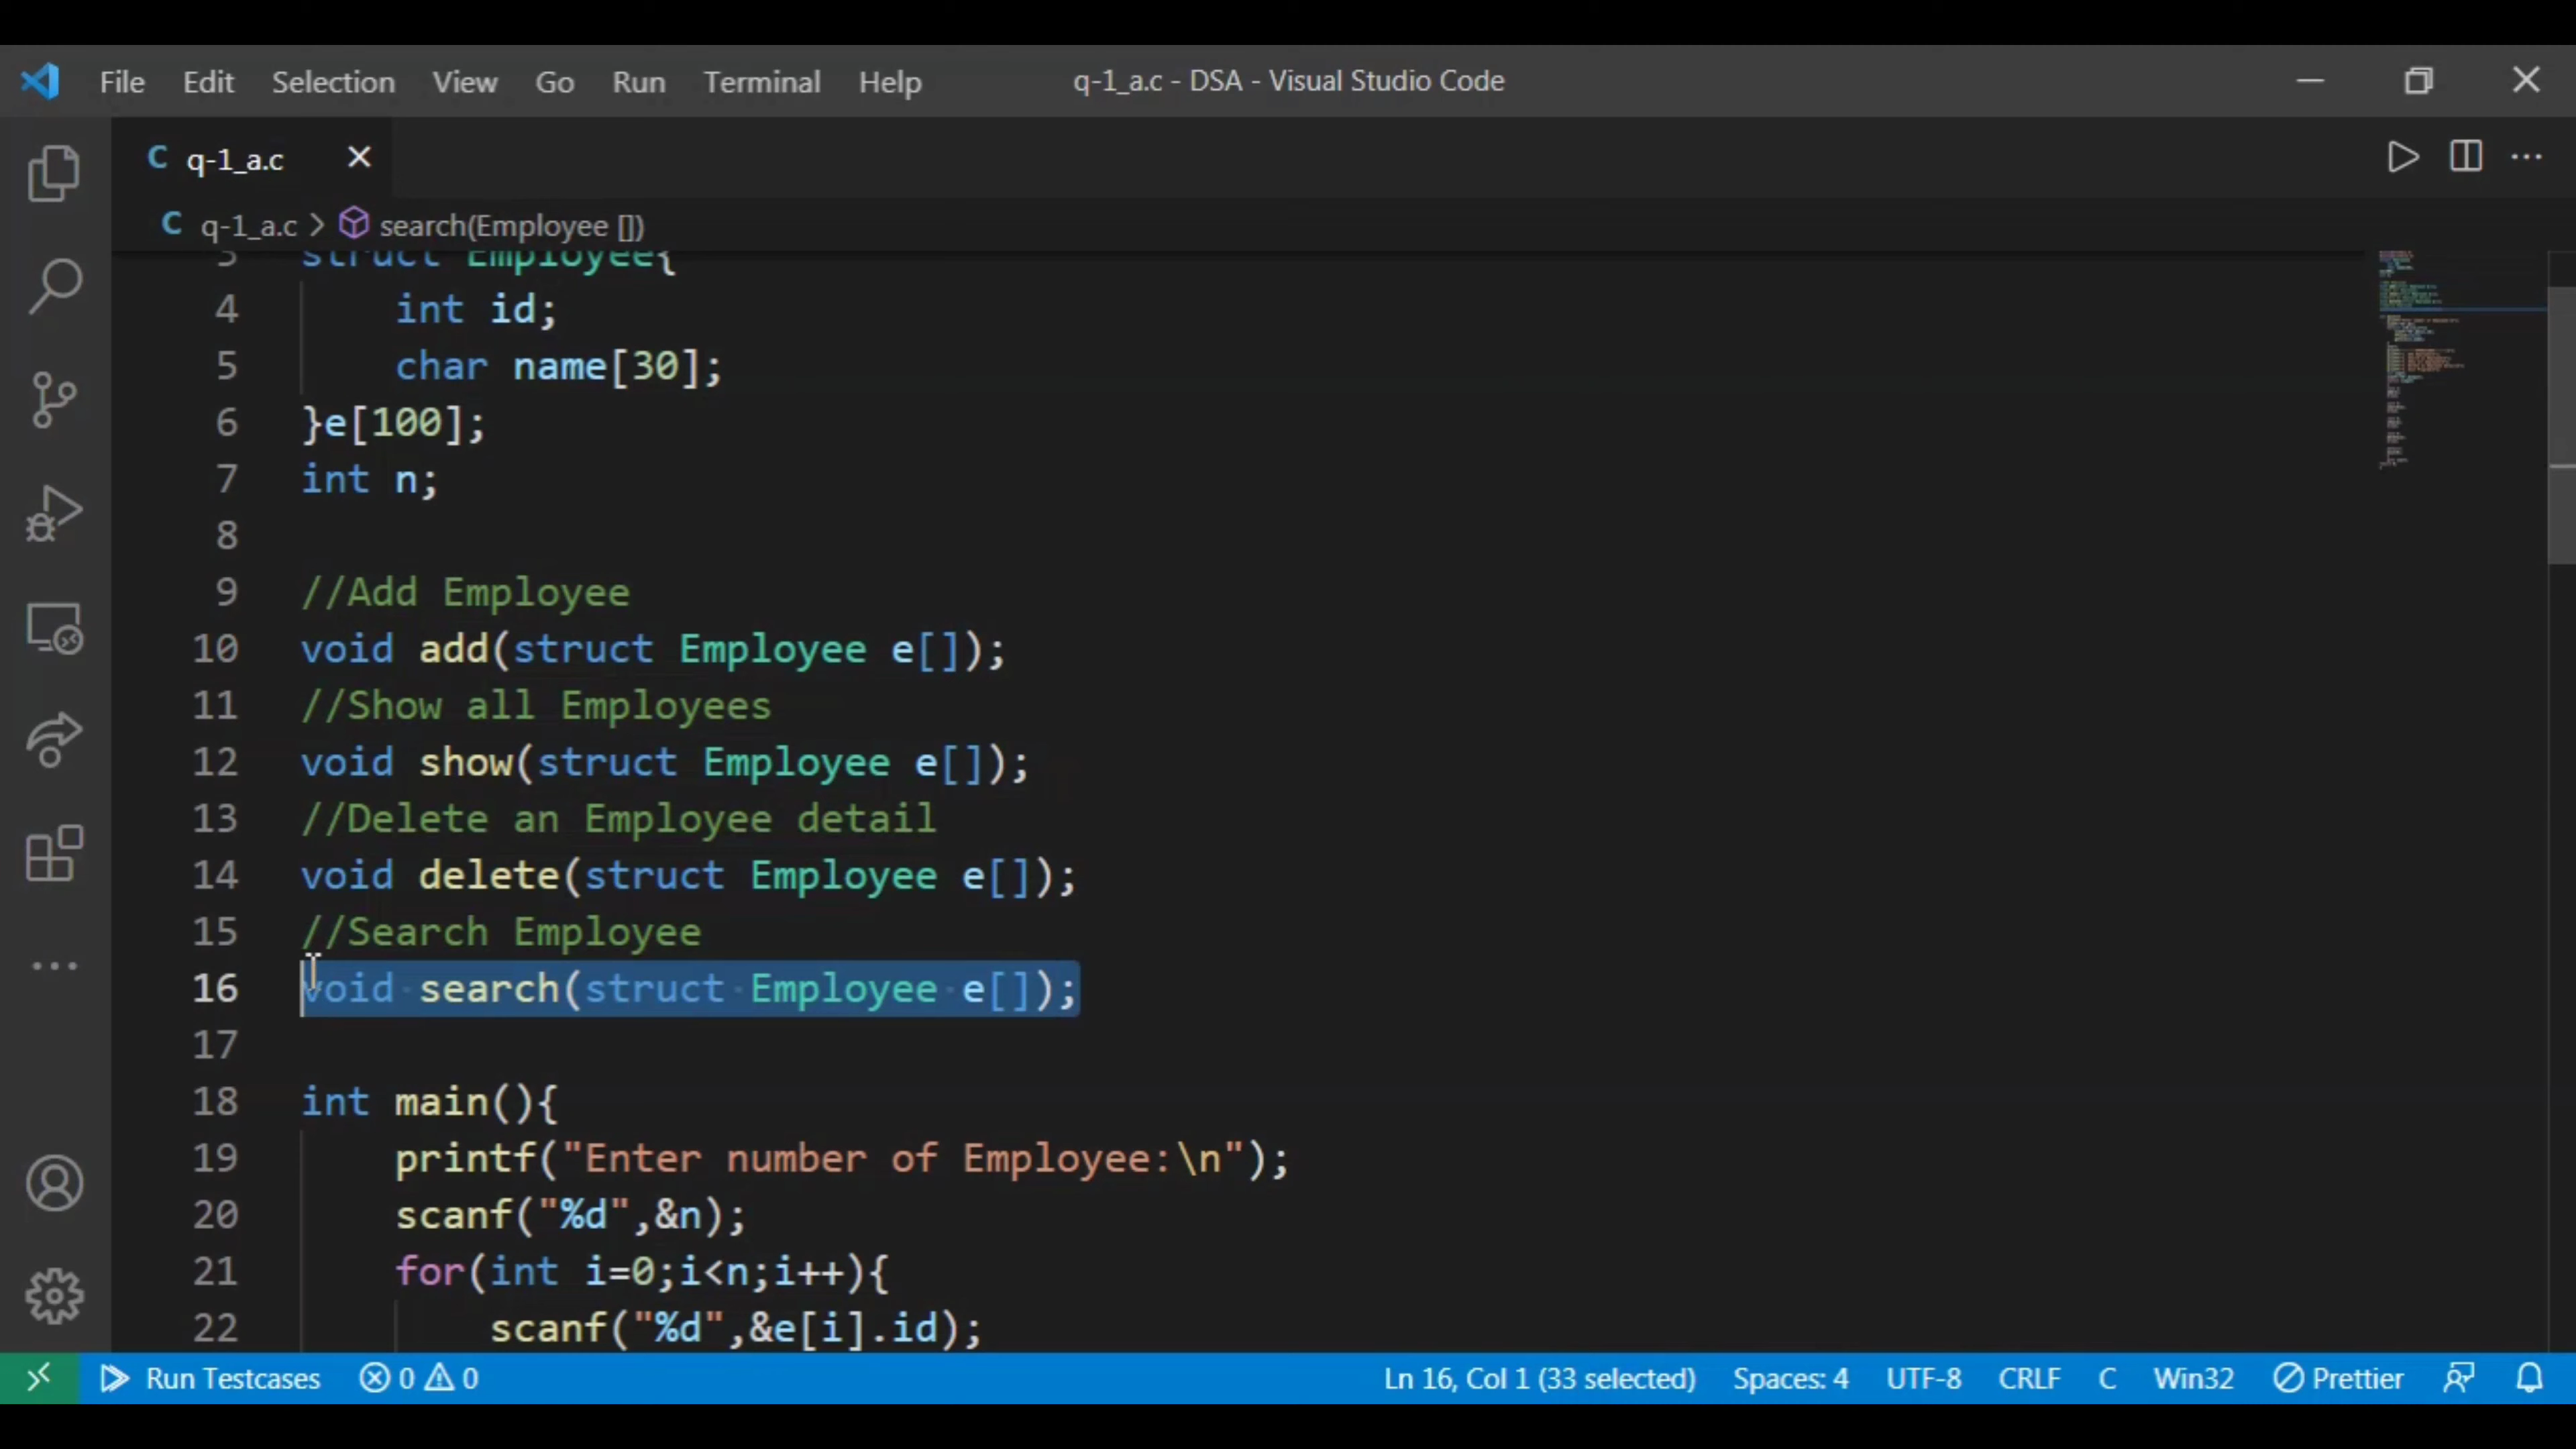 File Edit Selection View Go Run Terminal Help q-1_a.c - DSA - Visual Studio Code
C q-1_a.c
C q-1_a.c > search(Employee [])
3 struct Employee{
4 int id;
5 char name[30];
6 }e[100];
7 int n;
8
9 //Add Employee
10 void add(struct Employee e[]);
11 //Show all Employees
12 void show(struct Employee e[]);
13 //Delete an Employee detail
14 void delete(struct Employee e[]);
15 //Search Employee
16 void search(struct Employee e[]);
17
18 int main(){
19 printf("Enter number of Employee:\n");
20 scanf("%d",&n);
21 for(int i=0;i<n;i++){
22 scanf("%d",&e[i].id);
Run Testcases 0 0 Ln 16, Col 1 (33 selected) Spaces: 4 UTF-8 CRLF C Win32 Prettier